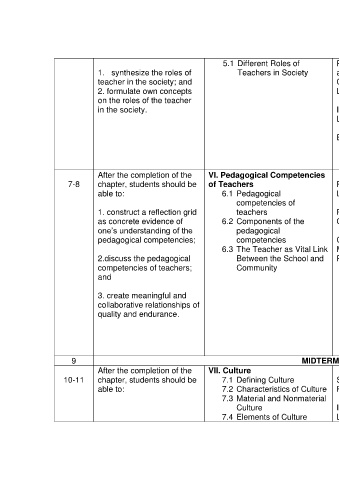 1. synthesize the roles of
teacher in the society; and
2. formulate own concepts
on the roles of the teacher
in the society.
5.1 Different Roles of
Teachers in Society
7-8
After the completion of the
chapter, students should be
able to:
1. construct a reflection grid
as concrete evidence of
one's understanding of the
pedagogical competencies;
2.discuss the pedagogical
competencies of teachers;
and
3. create meaningful and
collaborative relationships of
quality and endurance.
VI. Pedagogical Competencies
of Teachers
6.1 Pedagogical
competencies of
teachers
6.2 Components of the
pedagogical
competencies
6.3 The Teacher as Vital Link
Between the School and
Community
9
MIDTERM
10-11
After the completion of the
chapter, students should be
able to:
VII. Culture
7.1 Defining Culture
7.2 Characteristics of Culture
7.3 Material and Nonmaterial
Culture
7.4 Elements of Culture